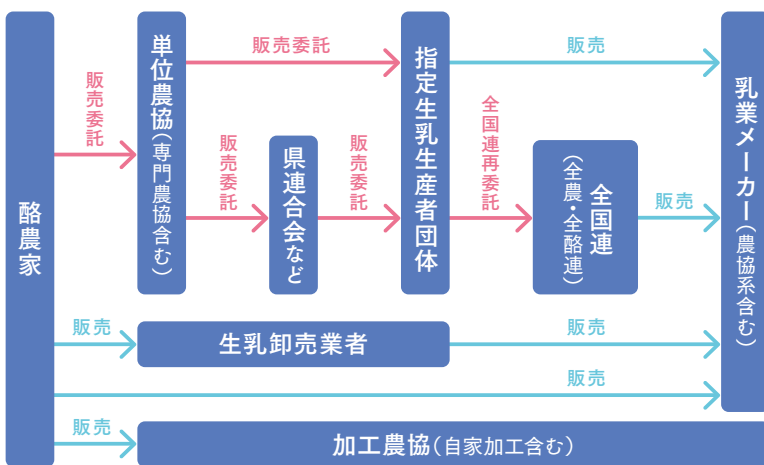 酪農家
販売委託
単位農協(専門農協含む)
販売委託
販売委託
県連合会など
販売委託
指定生乳生産者団体
販売
全国連再委託
全国連
(全農・全酪連)
販売
乳業メーカー(農協系含む)
販売
生乳卸売業者
販売
販売
販売
加工農協(自家加工含む)